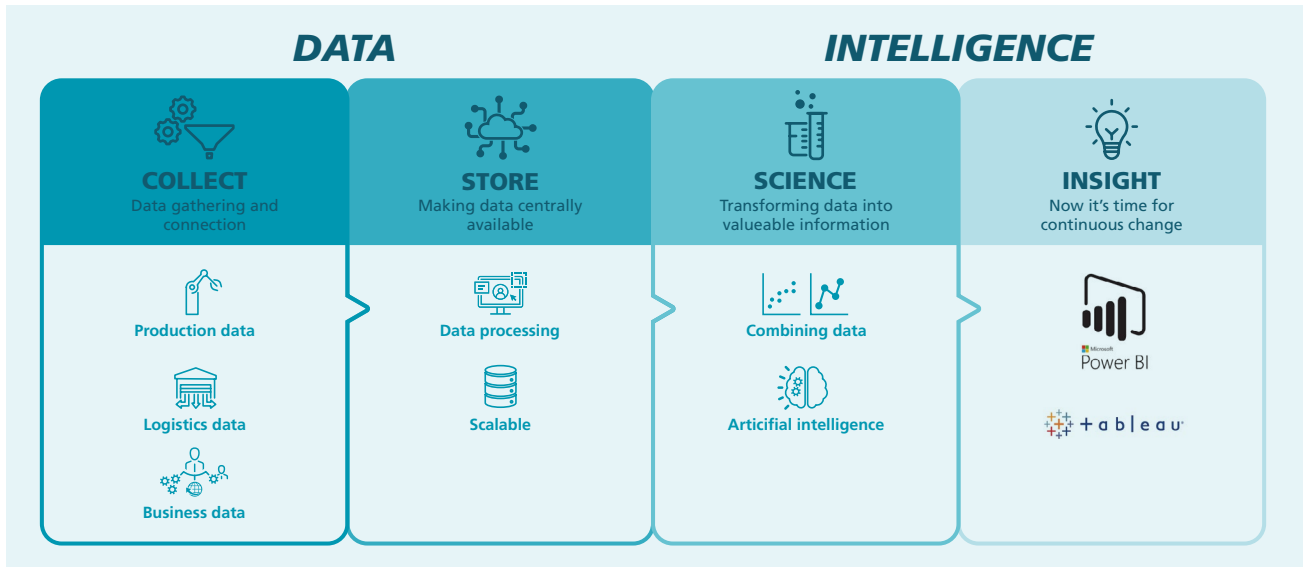 DATA
INTELLIGENCE
COLLECT
Data gathering and
connection
STORE
Making data centrally
available
SCIENCE
Transforming data into
valueable information
INSIGHT
Now it's time for
continuous change
Production data
Logistics data
Business data
Data processing
Scalable
Combining data
Articifial intelligence
Microsoft
Power BI
+ableau